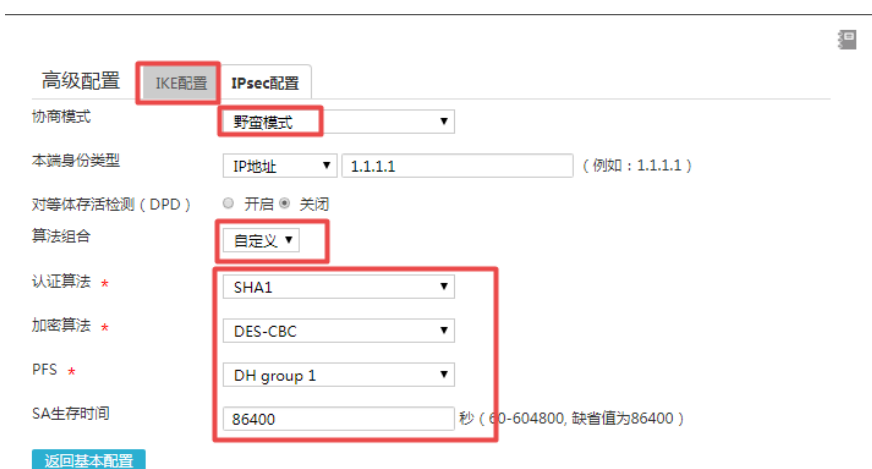 高级配置 IKE配置 IPsec配置
协商模式 野蛮模式
本端身份类型 IP地址 1.1.1.1 (例如：1.1.1.1)
对等体存活检测（DPD） 开启 关闭
算法组合 自定义
认证算法 * SHA1
加密算法 * DES-CBC
PFS * DH group 1
SA生存时间 86400 秒（60-604800, 缺省值为86400）
返回基本配置